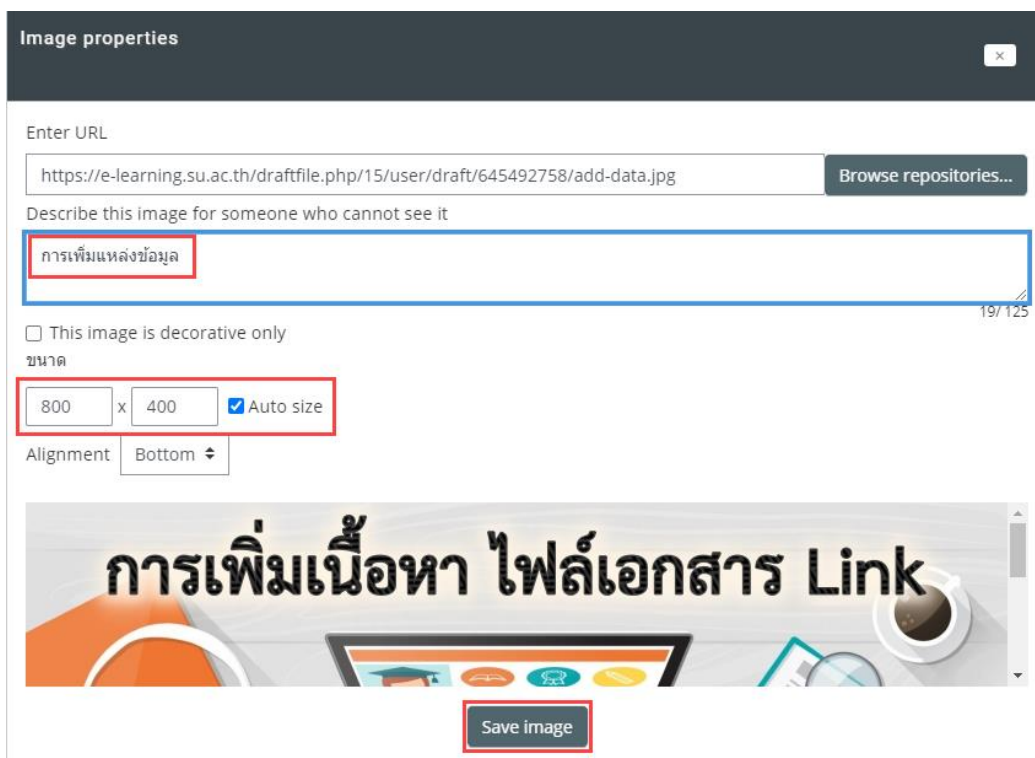 Image properties
×
Enter URL
https://e-learning.su.ac.th/draftfile.php/15/user/draft/645492758/add-data.jpg
Browse repositories...
Describe this image for someone who cannot see it
การเพิ่มแหล่งข้อมูล
19/125
This image is decorative only
ขนาด
800 x 400 Auto size
Alignment Bottom
การเพิ่มเนื้อหา ไฟล์เอกสาร Link
Save image